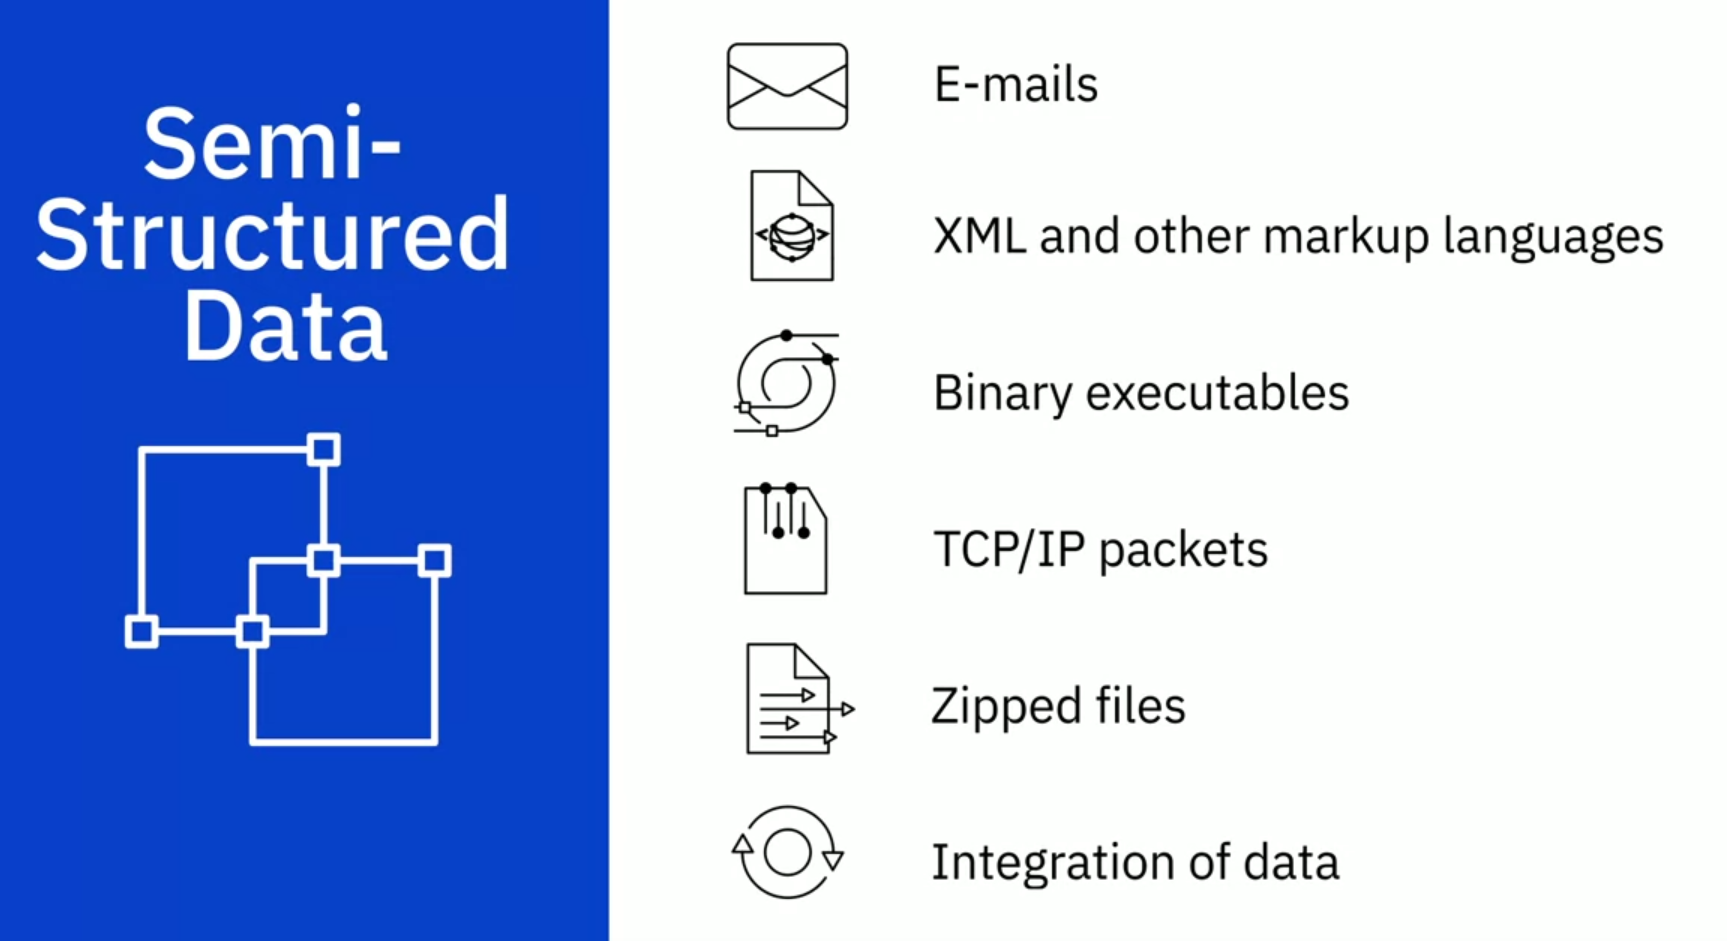 Semi-
Structured
Data
E-mails
XML and other markup languages
Binary executables
TCP/IP packets
Zipped files
Integration of data